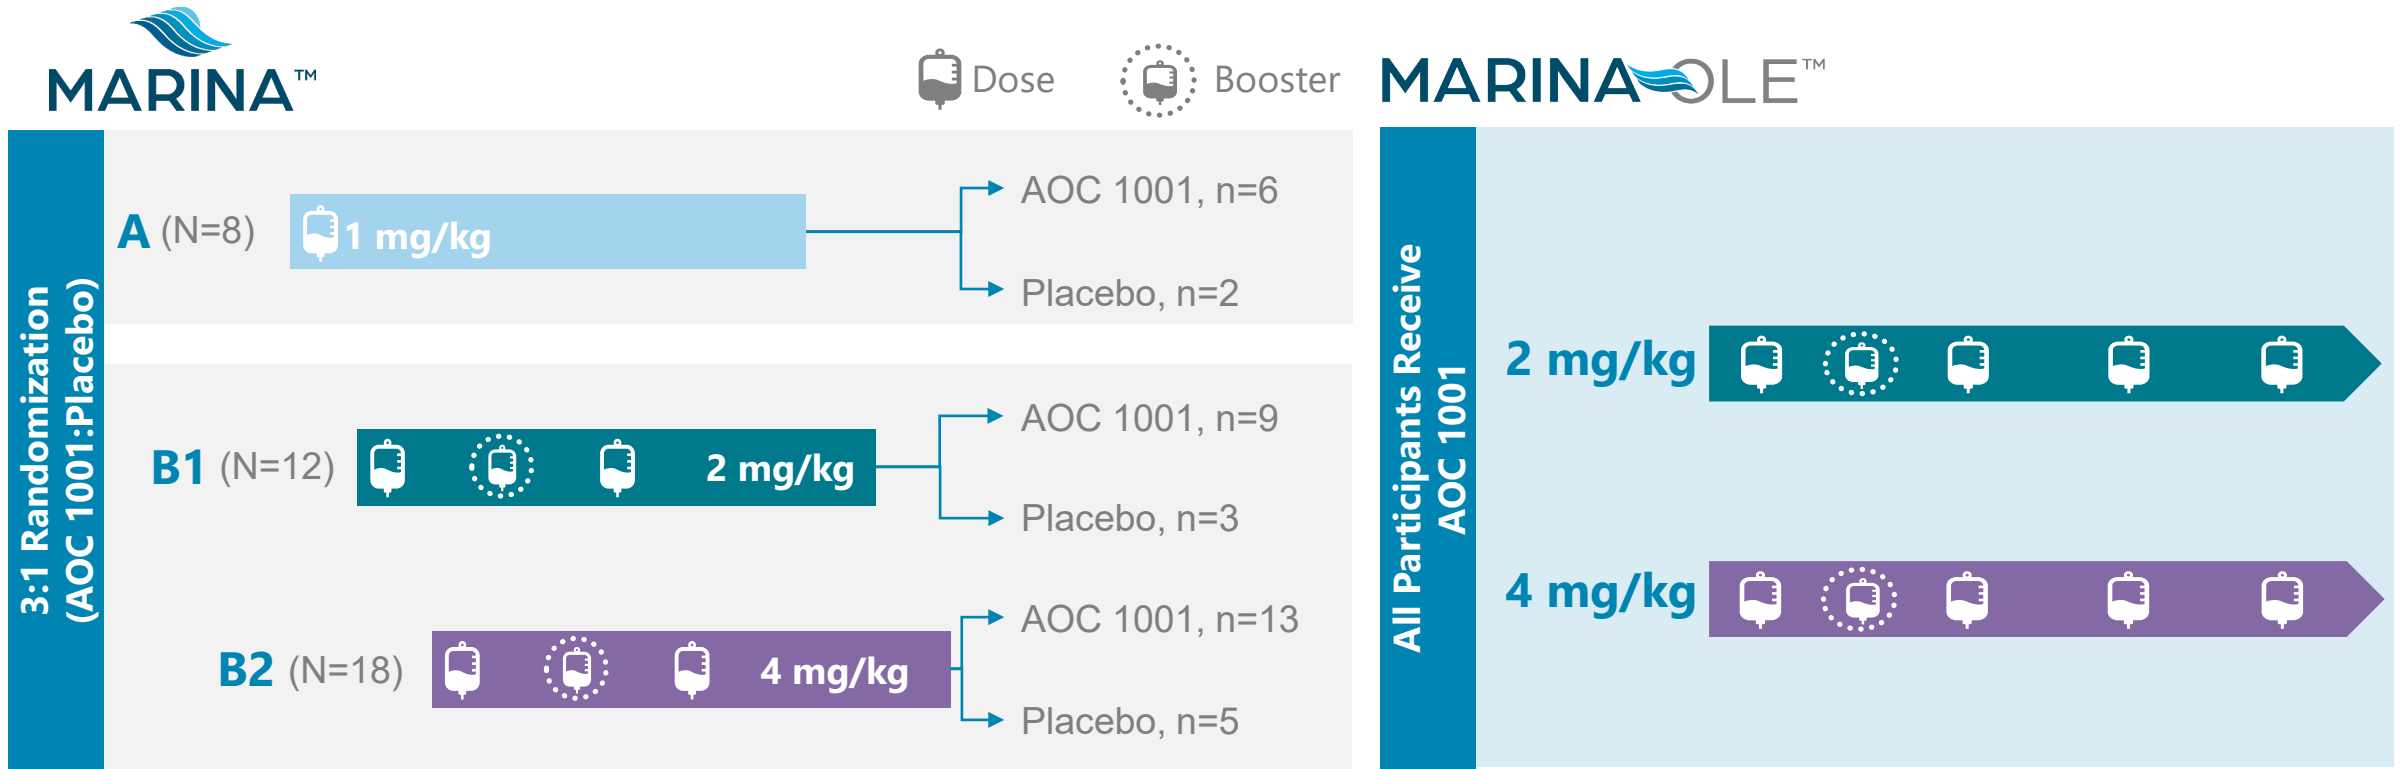 MARINA™
Dose
Booster
MARINA OLE™
3:1 Randomization
(AOC 1001:Placebo)
A (N=8)
1 mg/kg
AOC 1001, n=6
Placebo, n=2
B1 (N=12)
2 mg/kg
AOC 1001, n=9
Placebo, n=3
B2 (N=18)
4 mg/kg
AOC 1001, n=13
Placebo, n=5
All Participants Receive
AOC 1001
2 mg/kg
4 mg/kg